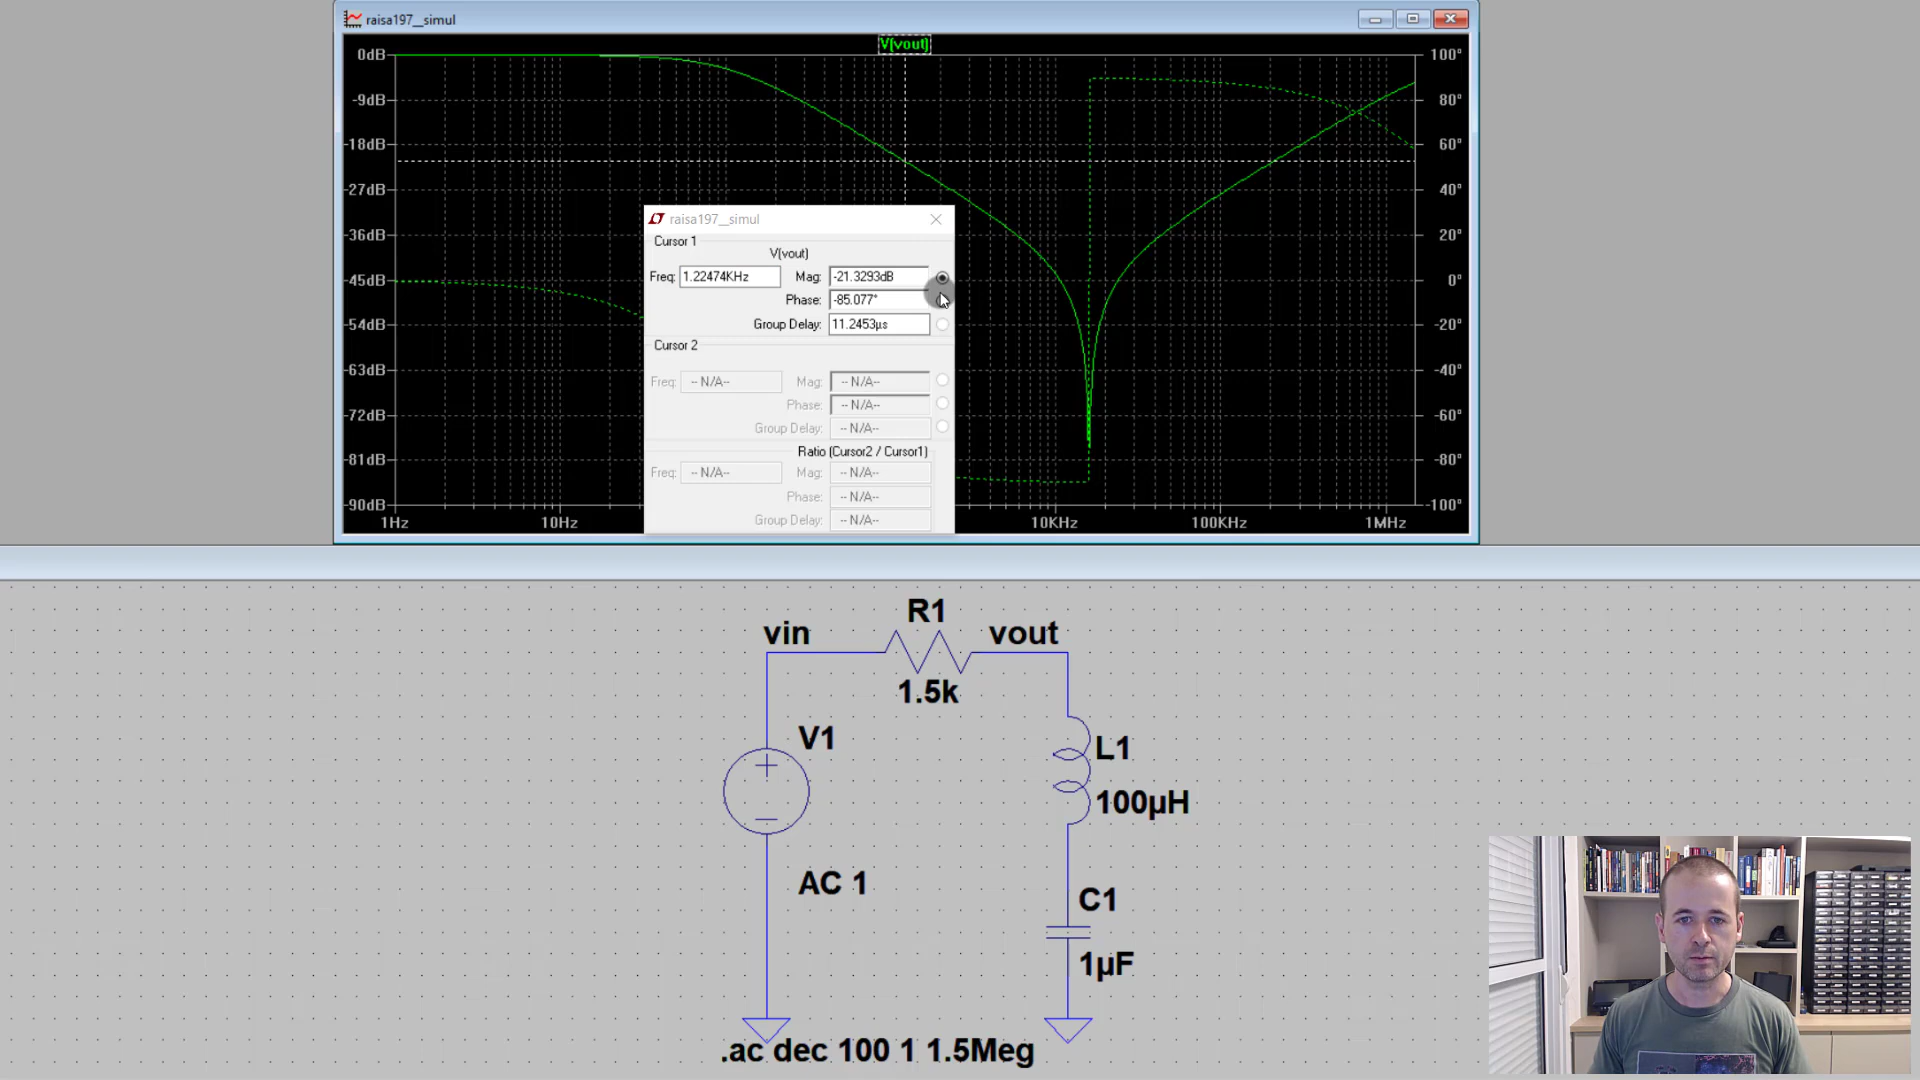 raisa197__simul
V(vout)
0dB
100°
-9dB
80°
-18dB
60°
-27dB
40°
-36dB
20°
-45dB
0°
-54dB
-20°
-63dB
-40°
-72dB
-60°
-81dB
-80°
-90dB
-100°
1Hz
10Hz
10KHz
100KHz
1MHz
raisa197__simul
Cursor 1
V(vout)
Freq: 1.22474KHz Mag: -21.3293dB
Phase: -85.077°
Group Delay: 11.2453µs
Cursor 2
Freq: -- N/A-- Mag: -- N/A--
Phase: -- N/A--
Group Delay: -- N/A--
Ratio (Cursor2 / Cursor1)
Freq: -- N/A-- Mag: -- N/A--
Phase: -- N/A--
Group Delay: -- N/A--
R1
vin
vout
1.5k
V1
L1
100µH
AC 1
C1
1µF
.ac dec 100 1 1.5Meg